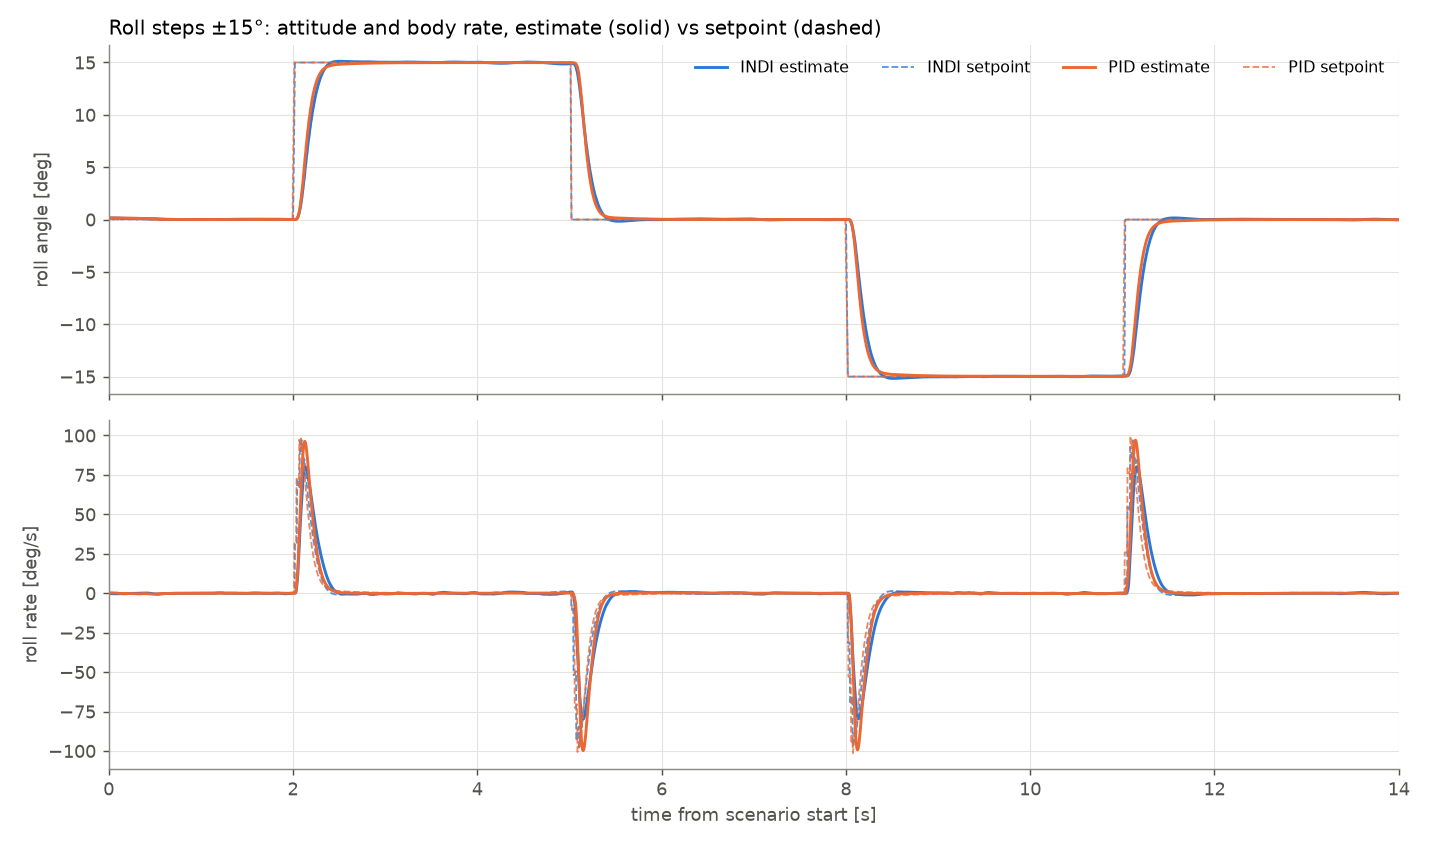 Roll steps ±15°: attitude and body rate, estimate (solid) vs setpoint (dashed)
INDI estimate INDI setpoint PID estimate PID setpoint
roll angle [deg]
15
10
5
0
−5
−10
−15
roll rate [deg/s]
100
75
50
25
0
−25
−50
−75
−100
0 2 4 6 8 10 12 14
time from scenario start [s]